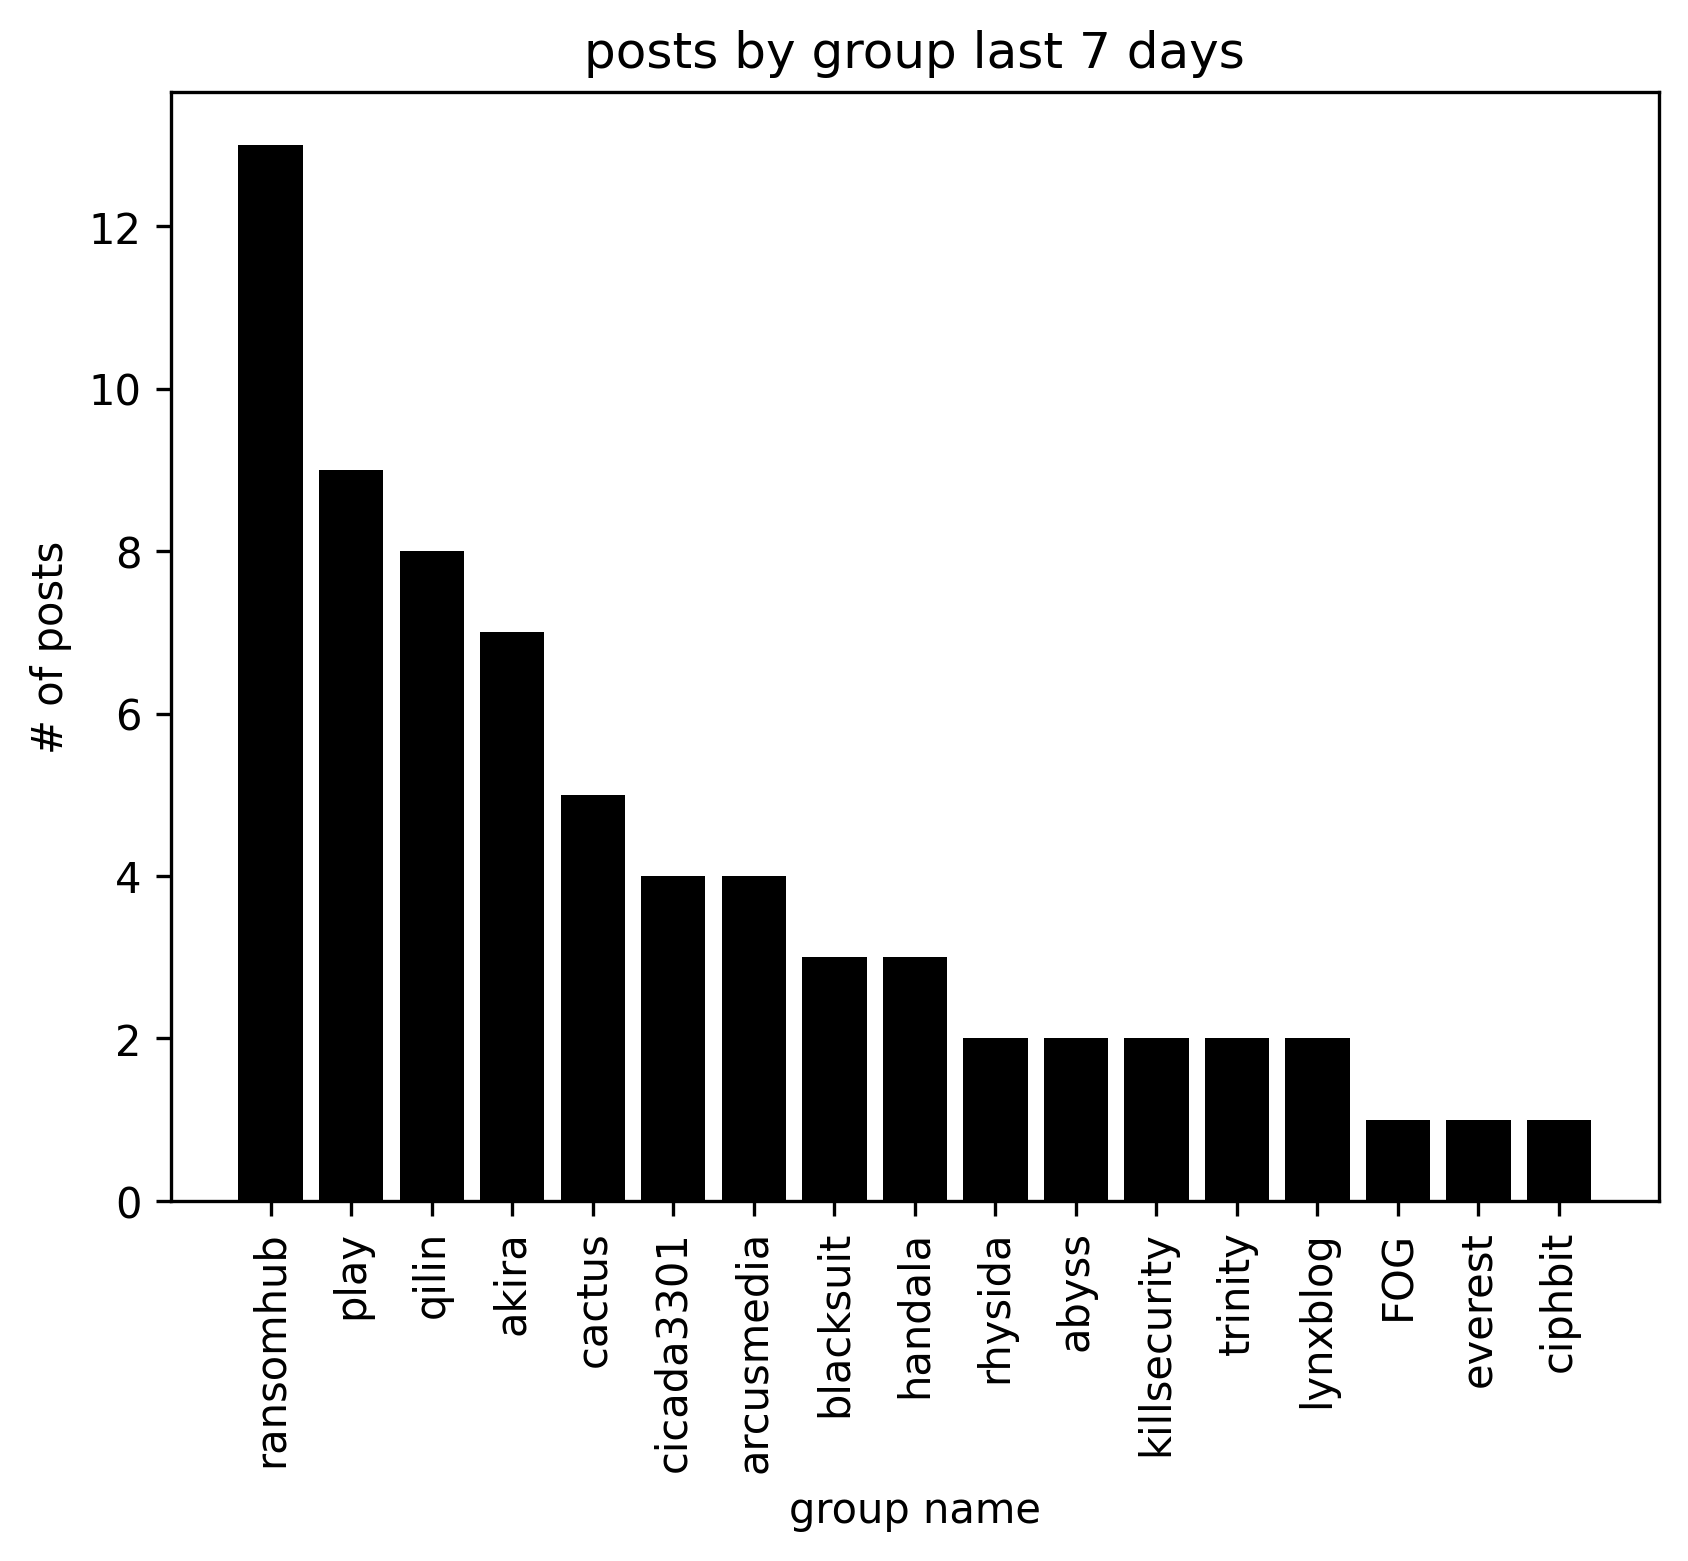 posts by group last 7 days
# of posts
12
10
8
6
4
2
0
ransomhub
play
qilin
akira
cactus
cicada3301
arcusmedia
blacksuit
handala
rhysida
abyss
killsecurity
trinity
lynxblog
FOG
everest
ciphbit
group name